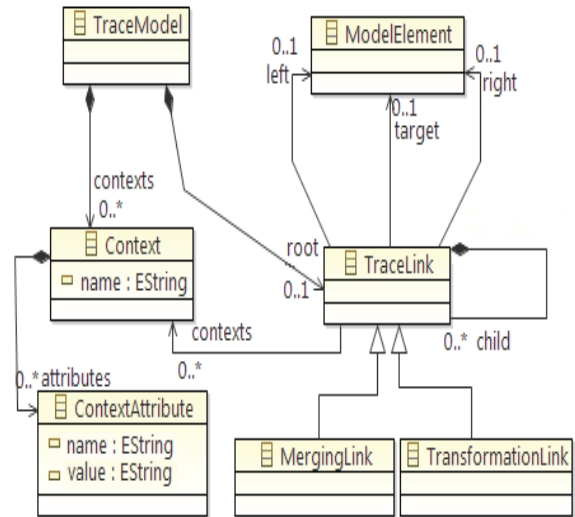 TraceModel
ModelElement
0..1
left
0..1
right
0..1
target
contexts
0..*
Context
name : EString
root
0..1
TraceLink
contexts
0..*
0..* child
0..* attributes
ContextAttribute
name : EString
value : EString
MergingLink
TransformationLink